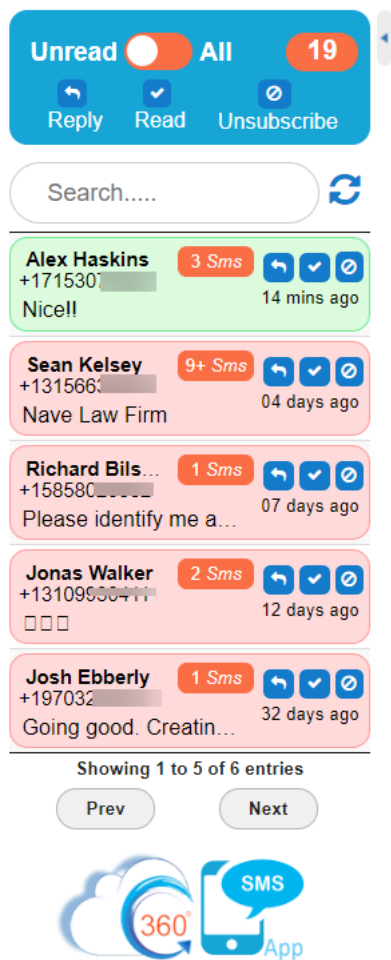 Unread All 19
Reply Read Unsubscribe
Search.....
Alex Haskins 3 Sms
+1715307
14 mins ago
Nice!!
Sean Kelsey 9+ Sms
+131566
04 days ago
Nave Law Firm
Richard Bils... 1 Sms
+158580
07 days ago
Please identify me a...
Jonas Walker 2 Sms
+13109
12 days ago
□□□
Josh Ebberly 1 Sms
+197032
32 days ago
Going good. Creatin...
Showing 1 to 5 of 6 entries
Prev Next
SMS
360°
App